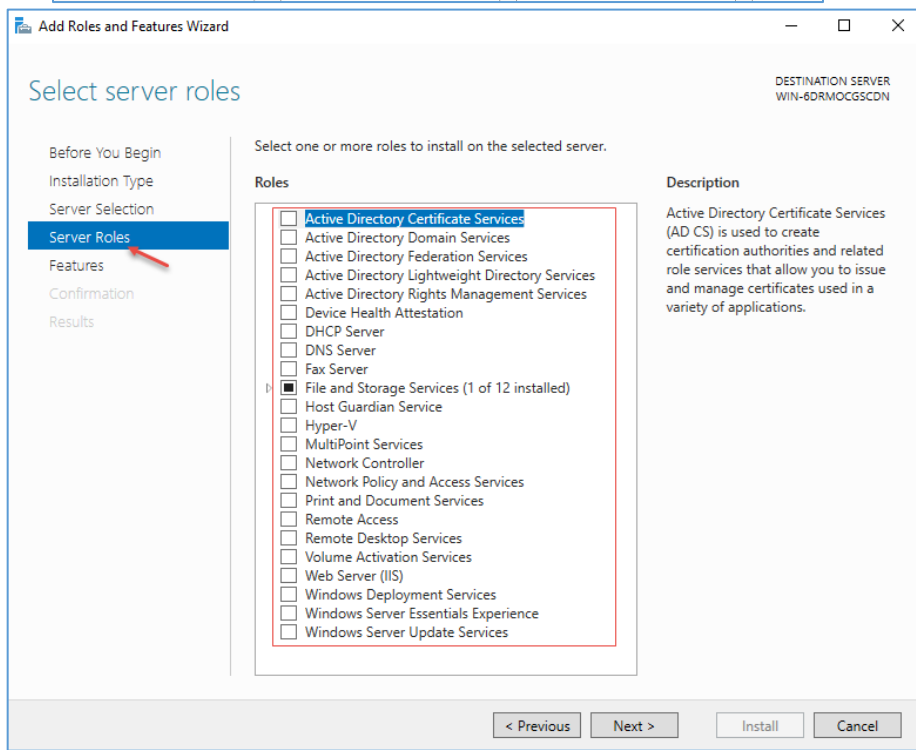 Add Roles and Features Wizard
Select server roles
DESTINATION SERVER
WIN-6DRMOCGSCDN
Before You Begin
Installation Type
Server Selection
Server Roles
Features
Confirmation
Results
Select one or more roles to install on the selected server.
Roles
Active Directory Certificate Services
Active Directory Domain Services
Active Directory Federation Services
Active Directory Lightweight Directory Services
Active Directory Rights Management Services
Device Health Attestation
DHCP Server
DNS Server
Fax Server
File and Storage Services (1 of 12 installed)
Host Guardian Service
Hyper-V
MultiPoint Services
Network Controller
Network Policy and Access Services
Print and Document Services
Remote Access
Remote Desktop Services
Volume Activation Services
Web Server (IIS)
Windows Deployment Services
Windows Server Essentials Experience
Windows Server Update Services
Description
Active Directory Certificate Services
(AD CS) is used to create
certification authorities and related
role services that allow you to issue
and manage certificates used in a
variety of applications.
< Previous
Next >
Install
Cancel